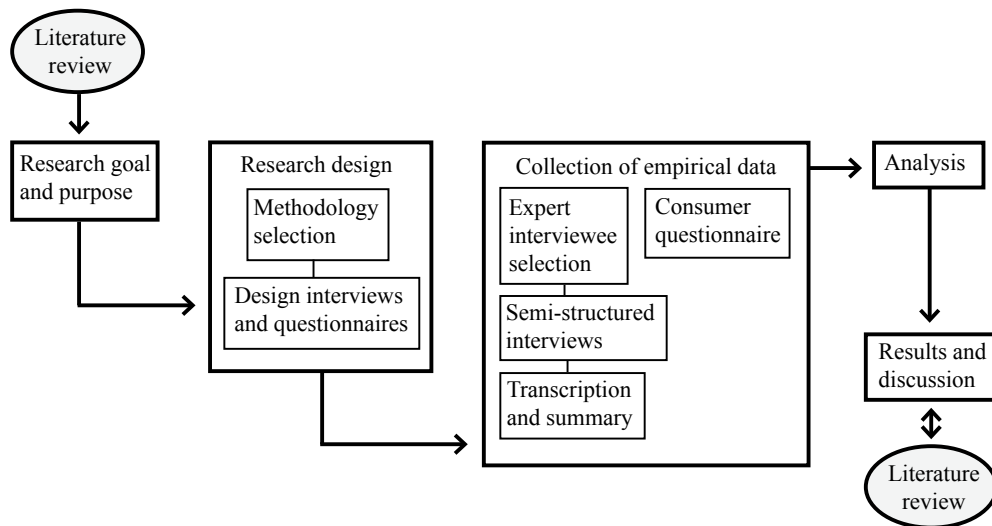 Literature
review
Research goal
and purpose
Research design
Methodology
selection
Design interviews
and questionnaires
Collection of empirical data
Expert
interviewee
selection
Consumer
questionnaire
Semi-structured
interviews
Transcription
and summary
Analysis
Results and
discussion
Literature
review